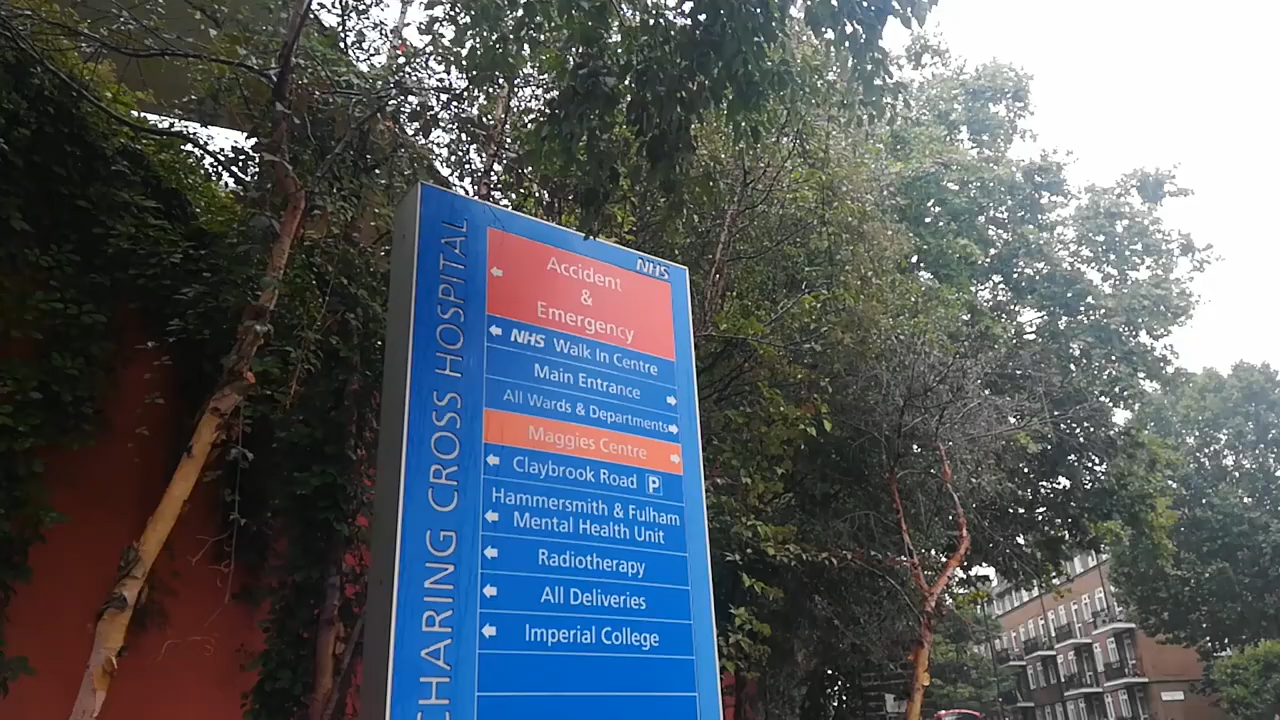 CHARING CROSS HOSPITAL
NHS
Accident
&
Emergency
NHS Walk In Centre
Main Entrance
All Wards & Departments
Maggies Centre
Claybrook Road P
Hammersmith & Fulham
Mental Health Unit
Radiotherapy
All Deliveries
Imperial College